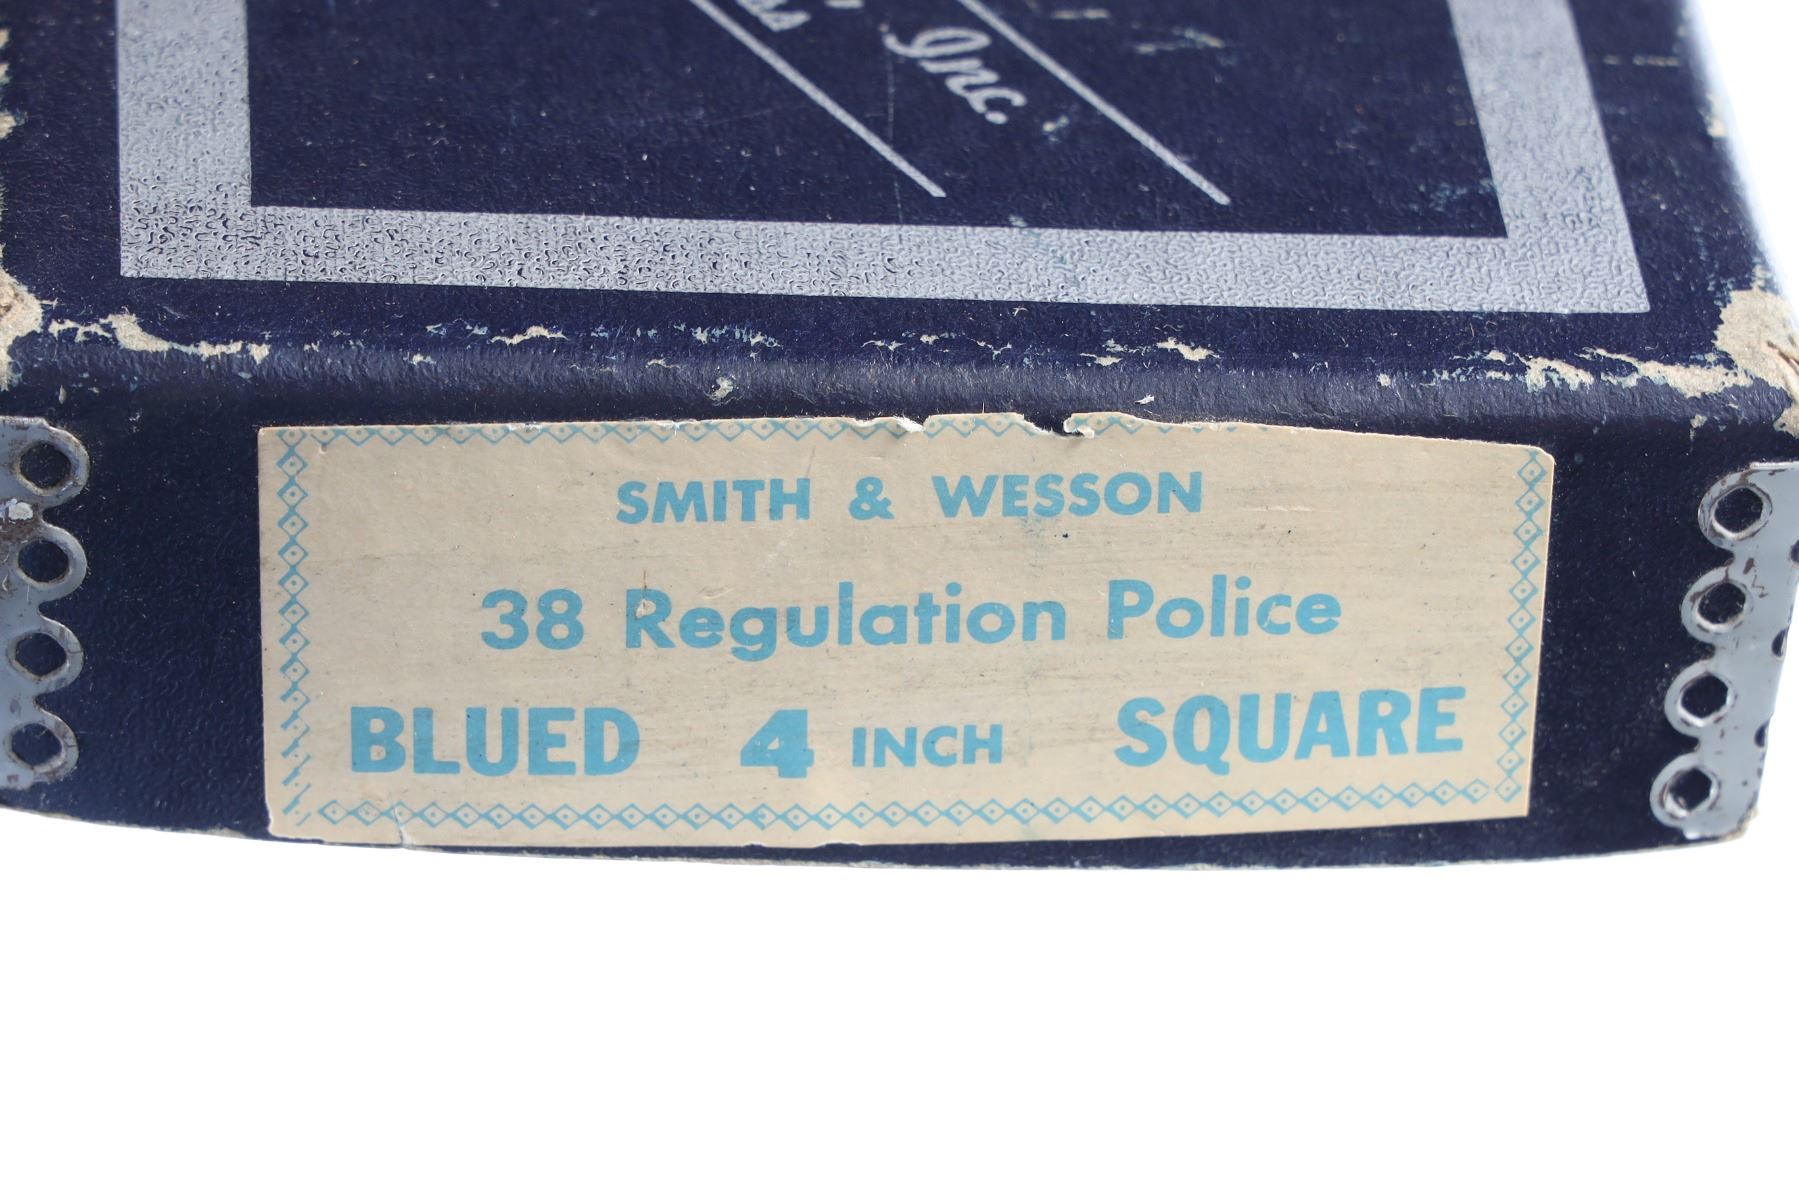 Inc.
SMITH & WESSON
38 Regulation Police
BLUED 4 INCH SQUARE